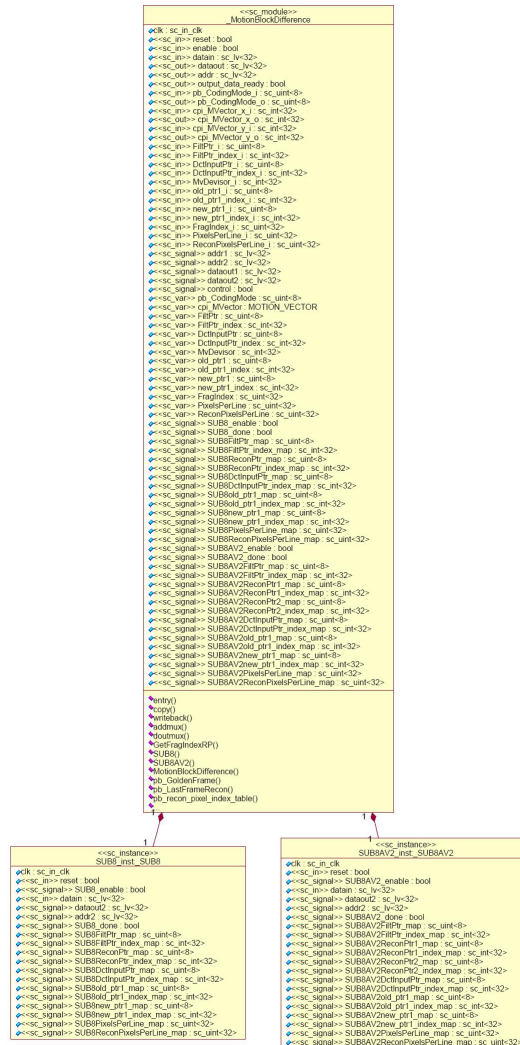 <<sc_module>>
_MotionBlockDifference
clk : sc_in_clk
<<sc_in>> reset : bool
<<sc_in>> enable : bool
<<sc_in>> datain : sc_lv<32>
<<sc_out>> dataout : sc_lv<32>
<<sc_out>> addr : sc_lv<32>
<<sc_out>> output_data_ready : bool
<<sc_in>> pb_CodingMode_i : sc_uint<8>
<<sc_out>> pb_CodingMode_o : sc_uint<8>
<<sc_in>> cpi_MVector_x_i : sc_int<32>
<<sc_out>> cpi_MVector_x_o : sc_int<32>
<<sc_in>> cpi_MVector_y_i : sc_int<32>
<<sc_out>> cpi_MVector_y_o : sc_int<32>
<<sc_in>> FiltPtr_i : sc_uint<8>
<<sc_in>> FiltPtr_index_i : sc_int<32>
<<sc_in>> DctInputPtr_i : sc_uint<8>
<<sc_in>> DctInputPtr_index_i : sc_int<32>
<<sc_in>> MvDevisor_i : sc_int<32>
<<sc_in>> old_ptr1_i : sc_uint<8>
<<sc_in>> old_ptr1_index_i : sc_int<32>
<<sc_in>> new_ptr1_i : sc_uint<8>
<<sc_in>> new_ptr1_index_i : sc_int<32>
<<sc_in>> FragIndex_i : sc_uint<32>
<<sc_in>> PixelsPerLine_i : sc_uint<32>
<<sc_in>> ReconPixelsPerLine_i : sc_uint<32>
<<sc_signal>> addr1 : sc_lv<32>
<<sc_signal>> addr2 : sc_lv<32>
<<sc_signal>> dataout1 : sc_lv<32>
<<sc_signal>> dataout2 : sc_lv<32>
<<sc_signal>> control : bool
<<sc_var>> pb_CodingMode : sc_uint<8>
<<sc_var>> cpi_MVector : MOTION_VECTOR
<<sc_var>> FiltPtr : sc_uint<8>
<<sc_var>> FiltPtr_index : sc_int<32>
<<sc_var>> DctInputPtr : sc_uint<8>
<<sc_var>> DctInputPtr_index : sc_int<32>
<<sc_var>> MvDevisor : sc_int<32>
<<sc_var>> old_ptr1 : sc_uint<8>
<<sc_var>> old_ptr1_index : sc_int<32>
<<sc_var>> new_ptr1 : sc_uint<8>
<<sc_var>> new_ptr1_index : sc_int<32>
<<sc_var>> FragIndex : sc_uint<32>
<<sc_var>> PixelsPerLine : sc_uint<32>
<<sc_var>> ReconPixelsPerLine : sc_uint<32>
<<sc_signal>> SUB8_enable : bool
<<sc_signal>> SUB8_done : bool
<<sc_signal>> SUB8FiltPtr_map : sc_uint<8>
<<sc_signal>> SUB8FiltPtr_index_map : sc_int<32>
<<sc_signal>> SUB8ReconPtr_map : sc_uint<8>
<<sc_signal>> SUB8ReconPtr_index_map : sc_int<32>
<<sc_signal>> SUB8DctInputPtr_map : sc_uint<8>
<<sc_signal>> SUB8DctInputPtr_index_map : sc_int<32>
<<sc_signal>> SUB8old_ptr1_map : sc_uint<8>
<<sc_signal>> SUB8old_ptr1_index_map : sc_int<32>
<<sc_signal>> SUB8new_ptr1_map : sc_uint<8>
<<sc_signal>> SUB8new_ptr1_index_map : sc_int<32>
<<sc_signal>> SUB8PixelsPerLine_map : sc_uint<32>
<<sc_signal>> SUB8ReconPixelsPerLine_map : sc_uint<32>
<<sc_signal>> SUB8AV2_enable : bool
<<sc_signal>> SUB8AV2_done : bool
<<sc_signal>> SUB8AV2FiltPtr_map : sc_uint<8>
<<sc_signal>> SUB8AV2FiltPtr_index_map : sc_int<32>
<<sc_signal>> SUB8AV2ReconPtr1_map : sc_uint<8>
<<sc_signal>> SUB8AV2ReconPtr1_index_map : sc_int<32>
<<sc_signal>> SUB8AV2ReconPtr2_map : sc_uint<8>
<<sc_signal>> SUB8AV2ReconPtr2_index_map : sc_int<32>
<<sc_signal>> SUB8AV2DctInputPtr_map : sc_uint<8>
<<sc_signal>> SUB8AV2DctInputPtr_index_map : sc_int<32>
<<sc_signal>> SUB8AV2old_ptr1_map : sc_uint<8>
<<sc_signal>> SUB8AV2old_ptr1_index_map : sc_int<32>
<<sc_signal>> SUB8AV2new_ptr1_map : sc_uint<8>
<<sc_signal>> SUB8AV2new_ptr1_index_map : sc_int<32>
<<sc_signal>> SUB8AV2PixelsPerLine_map : sc_uint<32>
<<sc_signal>> SUB8AV2ReconPixelsPerLine_map : sc_uint<32>
entry()
copy()
writeback()
addmux()
doutmux()
GetFragIndexRP()
SUB8()
SUB8AV2()
MotionBlockDifference()
pb_GoldenFrame()
pb_LastFrameRecon()
pb_recon_pixel_index_table()
1 1
1 1
<<sc_instance>>
SUB8_inst:_SUB8
clk : sc_in_clk
<<sc_in>> reset : bool
<<sc_signal>> SUB8_enable : bool
<<sc_in>> datain : sc_lv<32>
<<sc_signal>> dataout2 : sc_lv<32>
<<sc_signal>> addr2 : sc_lv<32>
<<sc_signal>> SUB8_done : bool
<<sc_signal>> SUB8FiltPtr_map : sc_uint<8>
<<sc_signal>> SUB8FiltPtr_index_map : sc_int<32>
<<sc_signal>> SUB8ReconPtr_map : sc_uint<8>
<<sc_signal>> SUB8ReconPtr_index_map : sc_int<32>
<<sc_signal>> SUB8DctInputPtr_map : sc_uint<8>
<<sc_signal>> SUB8DctInputPtr_index_map : sc_int<32>
<<sc_signal>> SUB8old_ptr1_map : sc_uint<8>
<<sc_signal>> SUB8old_ptr1_index_map : sc_int<32>
<<sc_signal>> SUB8new_ptr1_map : sc_uint<8>
<<sc_signal>> SUB8new_ptr1_index_map : sc_int<32>
<<sc_signal>> SUB8PixelsPerLine_map : sc_uint<32>
<<sc_signal>> SUB8ReconPixelsPerLine_map : sc_uint<32>
<<sc_instance>>
SUB8AV2_inst:_SUB8AV2
clk : sc_in_clk
<<sc_in>> reset : bool
<<sc_signal>> SUB8AV2_enable : bool
<<sc_in>> datain : sc_lv<32>
<<sc_signal>> dataout2 : sc_lv<32>
<<sc_signal>> addr2 : sc_lv<32>
<<sc_signal>> SUB8AV2_done : bool
<<sc_signal>> SUB8AV2FiltPtr_map : sc_uint<8>
<<sc_signal>> SUB8AV2FiltPtr_index_map : sc_int<32>
<<sc_signal>> SUB8AV2ReconPtr1_map : sc_uint<8>
<<sc_signal>> SUB8AV2ReconPtr1_index_map : sc_int<32>
<<sc_signal>> SUB8AV2ReconPtr2_map : sc_uint<8>
<<sc_signal>> SUB8AV2ReconPtr2_index_map : sc_int<32>
<<sc_signal>> SUB8AV2DctInputPtr_map : sc_uint<8>
<<sc_signal>> SUB8AV2DctInputPtr_index_map : sc_int<32>
<<sc_signal>> SUB8AV2old_ptr1_map : sc_uint<8>
<<sc_signal>> SUB8AV2old_ptr1_index_map : sc_int<32>
<<sc_signal>> SUB8AV2new_ptr1_map : sc_uint<8>
<<sc_signal>> SUB8AV2new_ptr1_index_map : sc_int<32>
<<sc_signal>> SUB8AV2PixelsPerLine_map : sc_uint<32>
<<sc_signal>> SUB8AV2ReconPixelsPerLine_map : sc_uint<32>